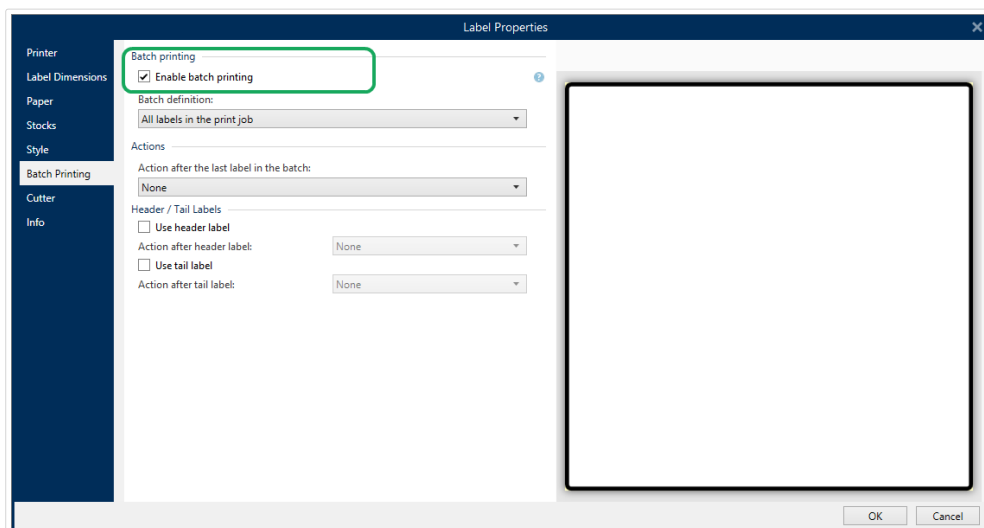 Label Properties
Printer
Label Dimensions
Paper
Stocks
Style
Batch Printing
Cutter
Info
Batch printing
Enable batch printing
?
Batch definition:
All labels in the print job
Actions
Action after the last label in the batch:
None
Header / Tail Labels
Use header label
Action after header label: None
Use tail label
Action after tail label: None
OK Cancel